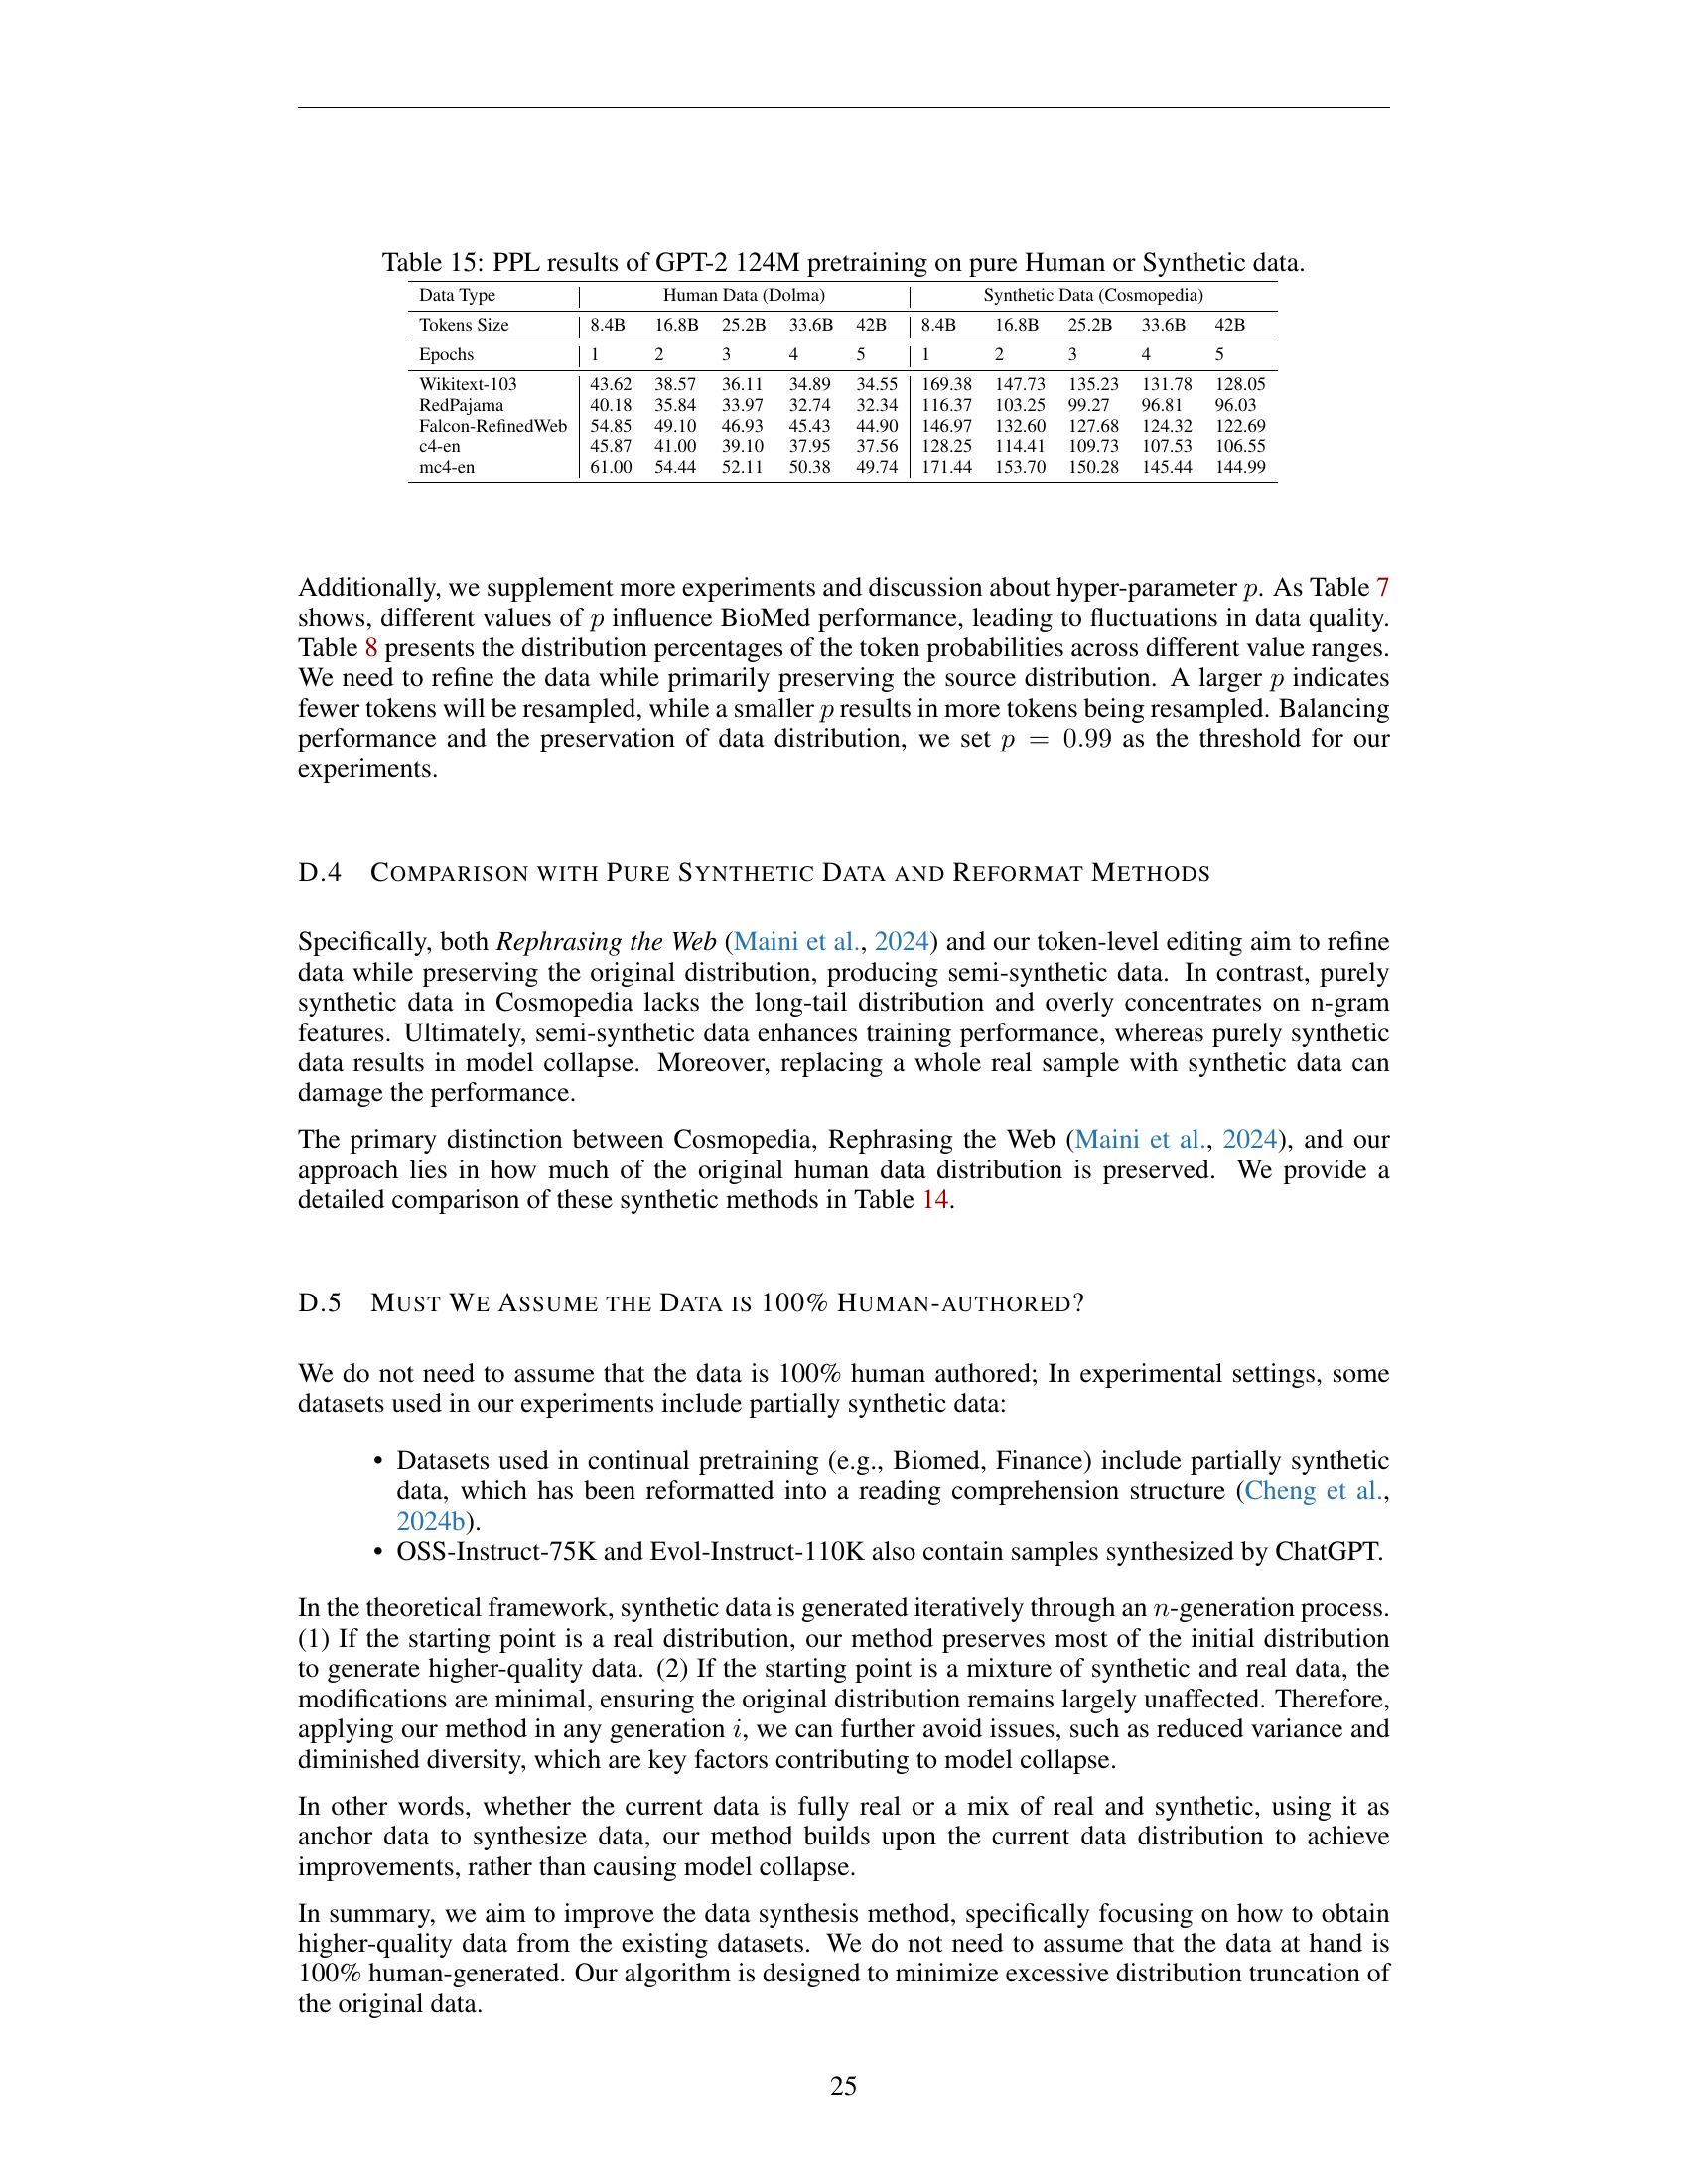 Table 15: PPL results of GPT-2 124M pretraining on pure Human or Synthetic data.
Data Type Human Data (Dolma) Synthetic Data (Cosmopedia)
Tokens Size 8.4B 16.8B 25.2B 33.6B 42B 8.4B 16.8B 25.2B 33.6B 42B
Epochs 1 2 3 4 5 1 2 3 4 5
Wikitext-103 43.62 38.57 36.11 34.89 34.55 169.38 147.73 135.23 131.78 128.05
RedPajama 40.18 35.84 33.97 32.74 32.34 116.37 103.25 99.27 96.81 96.03
Falcon-RefinedWeb 54.85 49.10 46.93 45.43 44.90 146.97 132.60 127.68 124.32 122.69
c4-en 45.87 41.00 39.10 37.95 37.56 128.25 114.41 109.73 107.53 106.55
mc4-en 61.00 54.44 52.11 50.38 49.74 171.44 153.70 150.28 145.44 144.99
Additionally, we supplement more experiments and discussion about hyper-parameter p. As Table 7
shows, different values of p influence BioMed performance, leading to fluctuations in data quality.
Table 8 presents the distribution percentages of the token probabilities across different value ranges.
We need to refine the data while primarily preserving the source distribution. A larger p indicates
fewer tokens will be resampled, while a smaller p results in more tokens being resampled. Balancing
performance and the preservation of data distribution, we set p = 0.99 as the threshold for our
experiments.
D.4 COMPARISON WITH PURE SYNTHETIC DATA AND REFORMAT METHODS
Specifically, both Rephrasing the Web (Maini et al., 2024) and our token-level editing aim to refine
data while preserving the original distribution, producing semi-synthetic data. In contrast, purely
synthetic data in Cosmopedia lacks the long-tail distribution and overly concentrates on n-gram
features. Ultimately, semi-synthetic data enhances training performance, whereas purely synthetic
data results in model collapse. Moreover, replacing a whole real sample with synthetic data can
damage the performance.
The primary distinction between Cosmopedia, Rephrasing the Web (Maini et al., 2024), and our
approach lies in how much of the original human data distribution is preserved. We provide a
detailed comparison of these synthetic methods in Table 14.
D.5 MUST WE ASSUME THE DATA IS 100% HUMAN-AUTHORED?
We do not need to assume that the data is 100% human authored; In experimental settings, some
datasets used in our experiments include partially synthetic data:
• Datasets used in continual pretraining (e.g., Biomed, Finance) include partially synthetic
data, which has been reformatted into a reading comprehension structure (Cheng et al.,
2024b).
• OSS-Instruct-75K and Evol-Instruct-110K also contain samples synthesized by ChatGPT.
In the theoretical framework, synthetic data is generated iteratively through an n-generation process.
(1) If the starting point is a real distribution, our method preserves most of the initial distribution
to generate higher-quality data. (2) If the starting point is a mixture of synthetic and real data, the
modifications are minimal, ensuring the original distribution remains largely unaffected. Therefore,
applying our method in any generation i, we can further avoid issues, such as reduced variance and
diminished diversity, which are key factors contributing to model collapse.
In other words, whether the current data is fully real or a mix of real and synthetic, using it as
anchor data to synthesize data, our method builds upon the current data distribution to achieve
improvements, rather than causing model collapse.
In summary, we aim to improve the data synthesis method, specifically focusing on how to obtain
higher-quality data from the existing datasets. We do not need to assume that the data at hand is
100% human-generated. Our algorithm is designed to minimize excessive distribution truncation of
the original data.
25